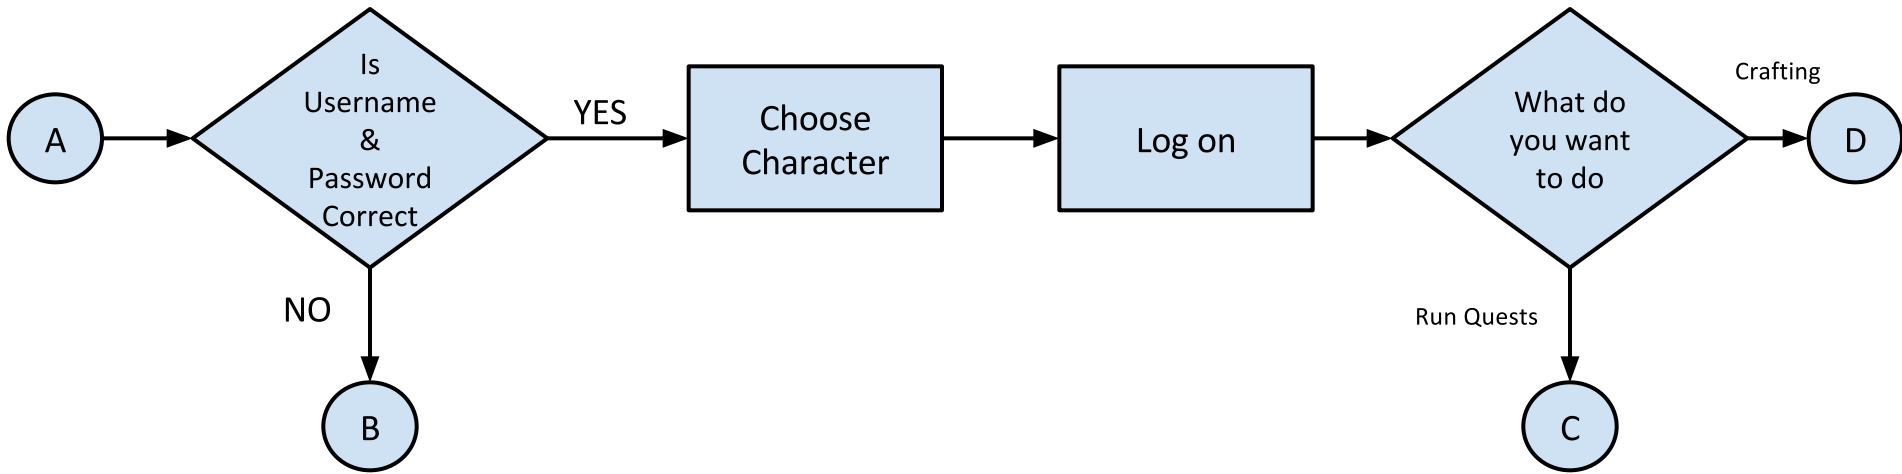 A
Is
Username
&
Password
Correct
YES
NO
B
Choose
Character
Log on
What do
you want
to do
Crafting
D
Run Quests
C